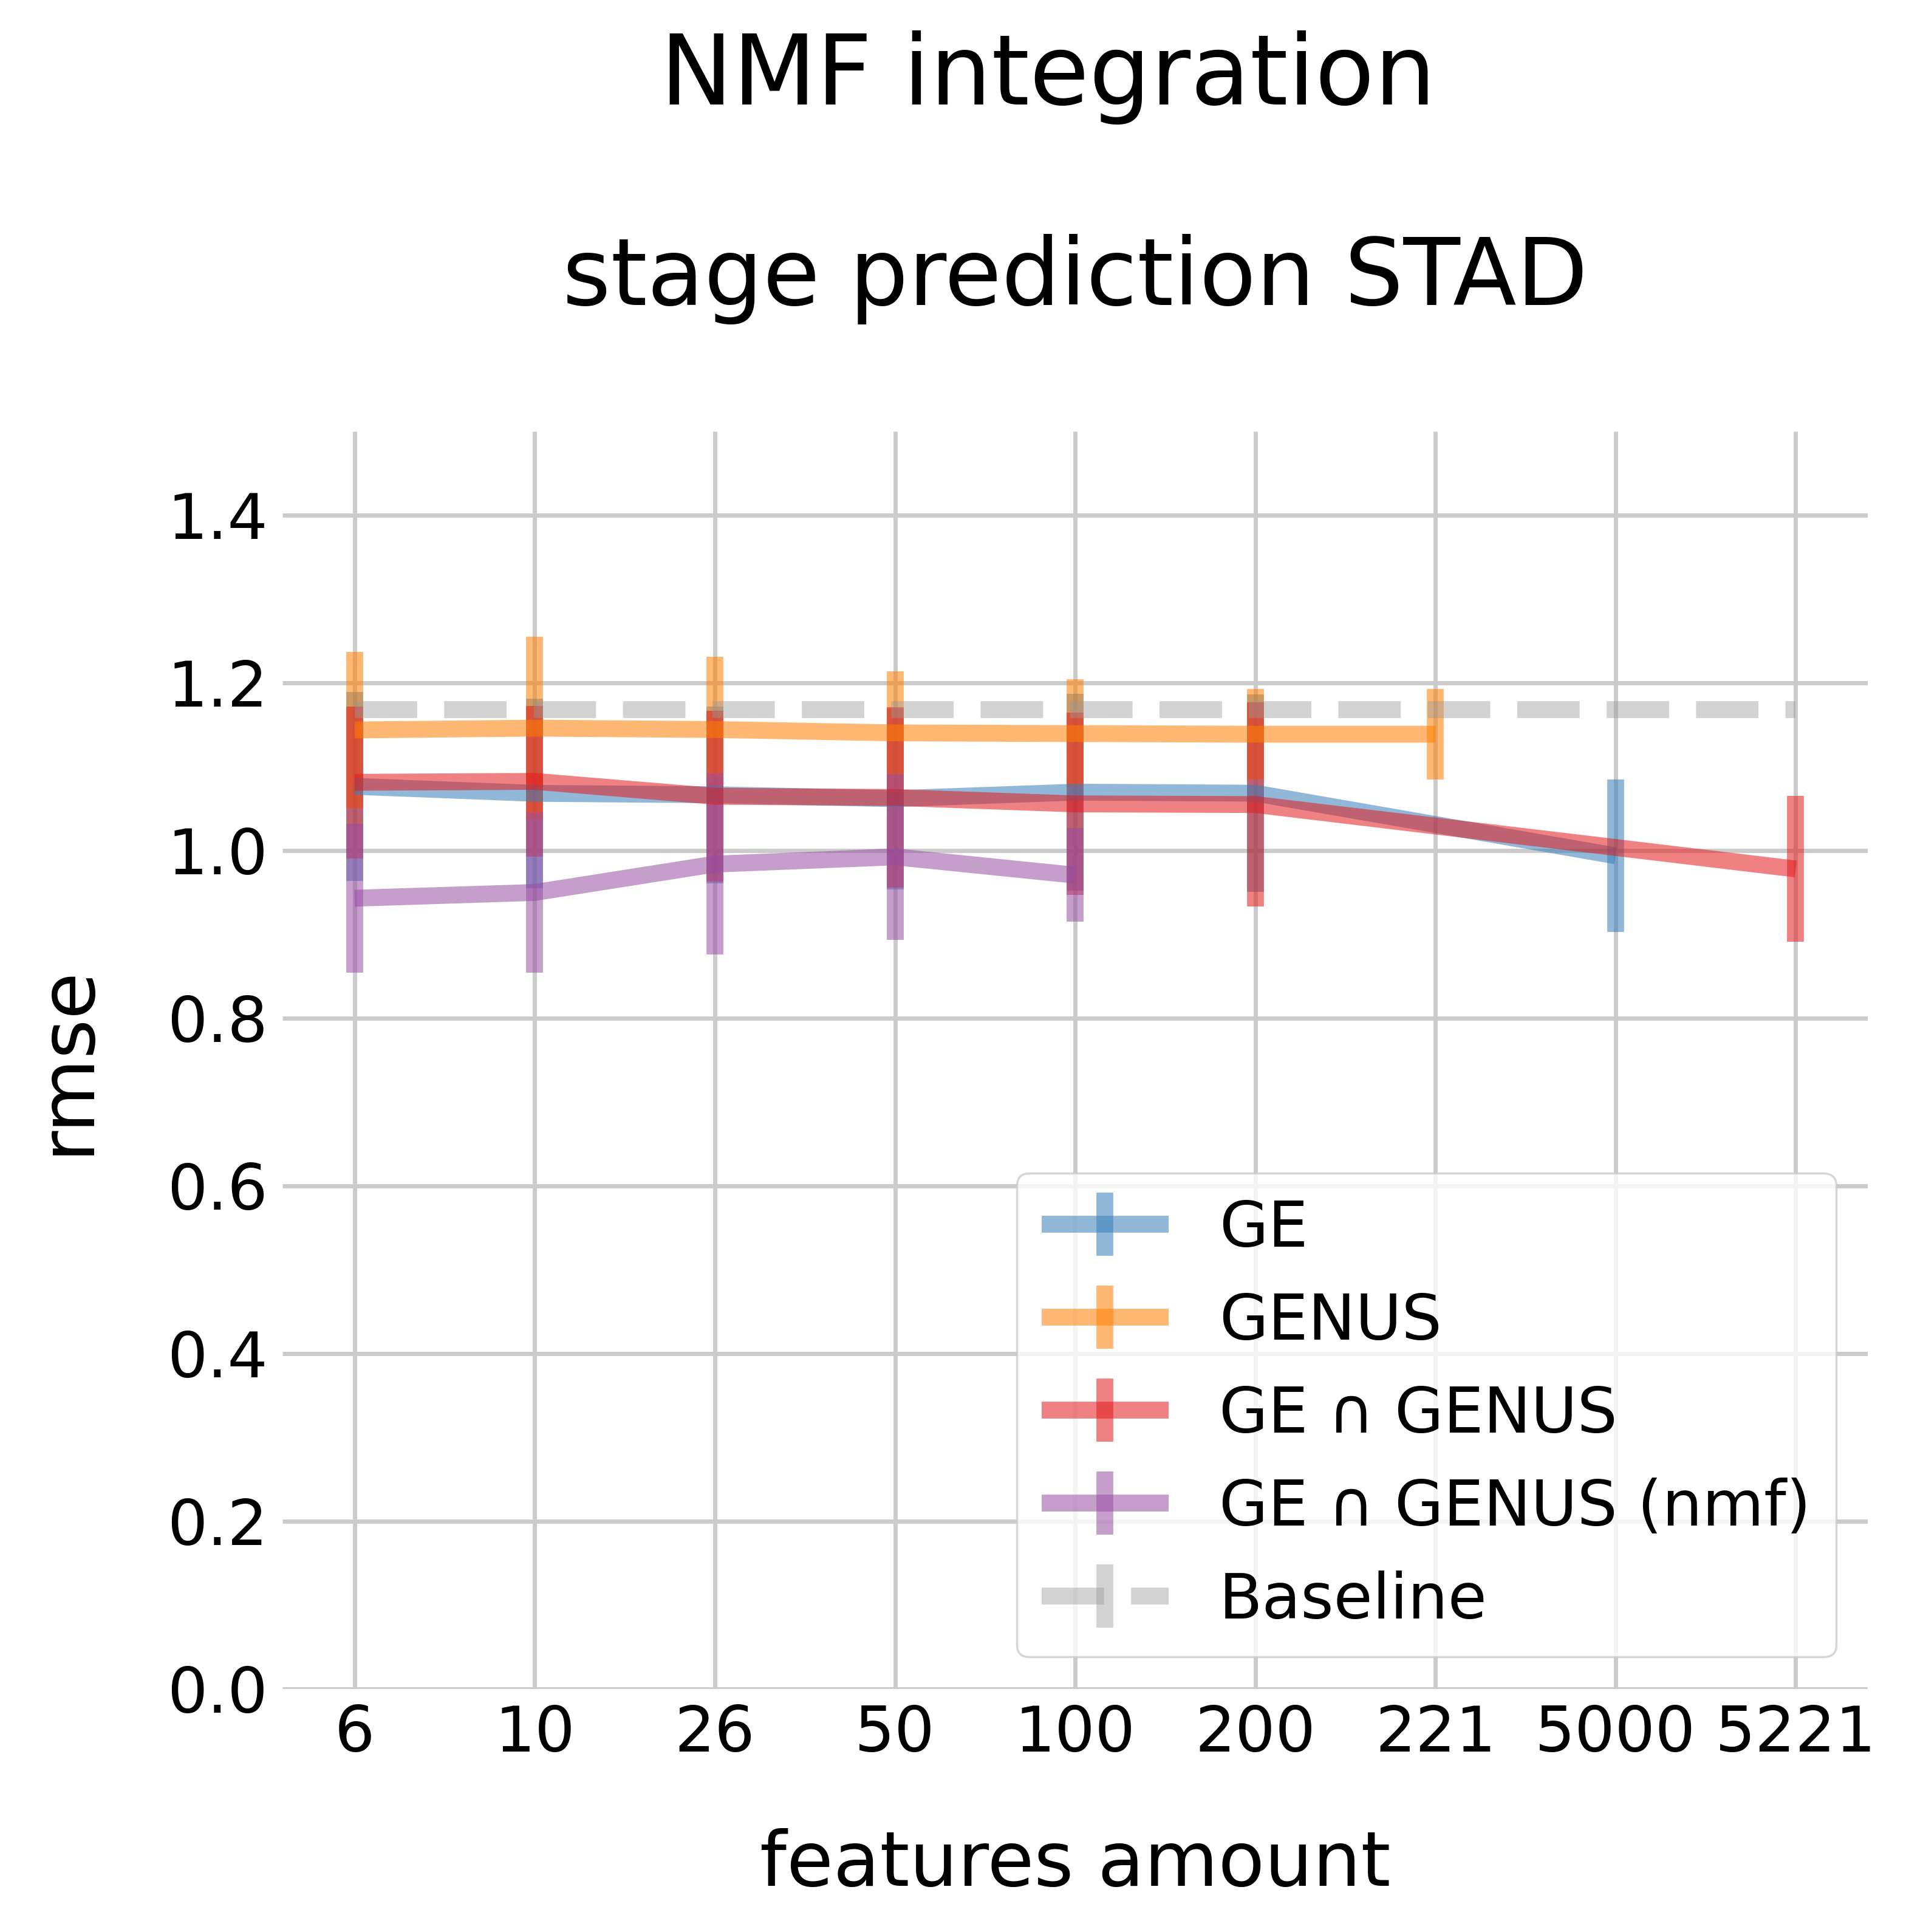 NMF integration
stage prediction STAD
1.4
1.2
1.0
0.8
0.6
0.4
0.2
0.0
rmse
GE
GENUS
GE ∩ GENUS
GE ∩ GENUS (nmf)
Baseline
6 10 26 50 100 200 221 5000 5221
features amount